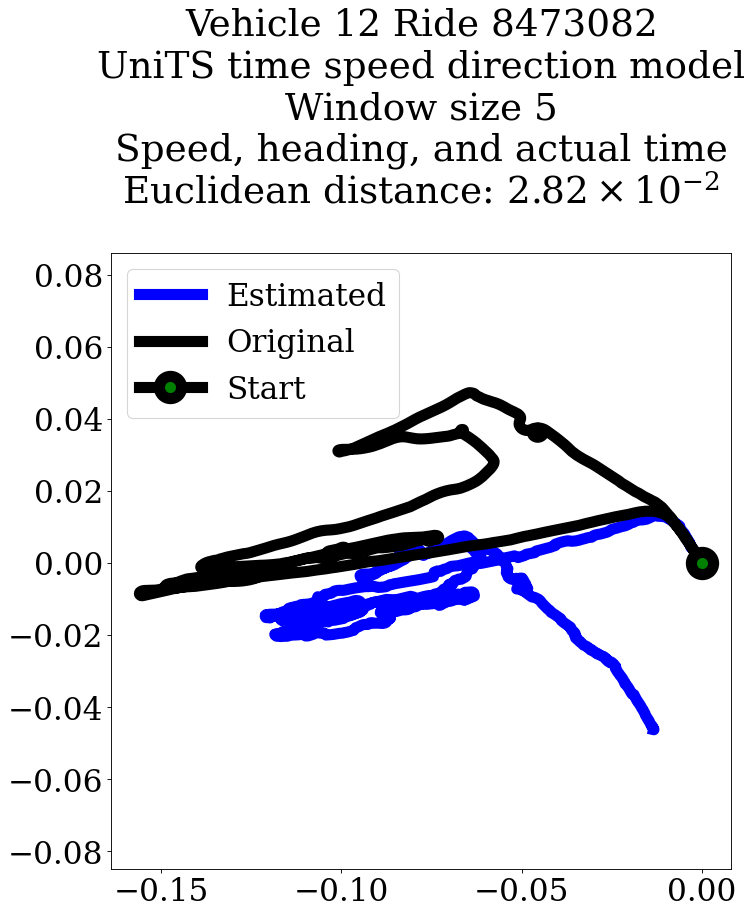 Vehicle 12 Ride 8473082
UniTS time speed direction model
Window size 5
Speed, heading, and actual time
Euclidean distance: 2.82 × 10⁻²
0.08
0.06
0.04
0.02
0.00
−0.02
−0.04
−0.06
−0.08
Estimated
Original
Start
−0.15
−0.10
−0.05
0.00